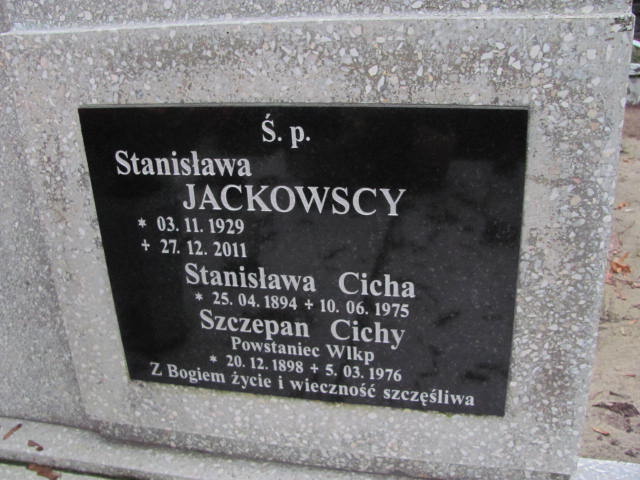 Ś. p.
Stanisława
JACKOWSCY
* 03. 11. 1929
+ 27. 12. 2011
Stanisława Cicha
* 25. 04. 1894 + 10. 06. 1975
Szczepan Cichy
Powstaniec Wlkp
* 20. 12. 1898 + 5. 03. 1976
Z Bogiem życie i wieczność szczęśliwa